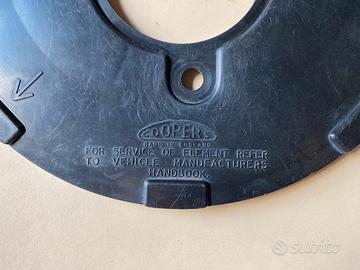 COOPERS
MADE IN ENGLAND
FOR SERVICE OF ELEMENT REFER
TO VEHICLE MANUFACTURERS
HANDBOOK.
subito